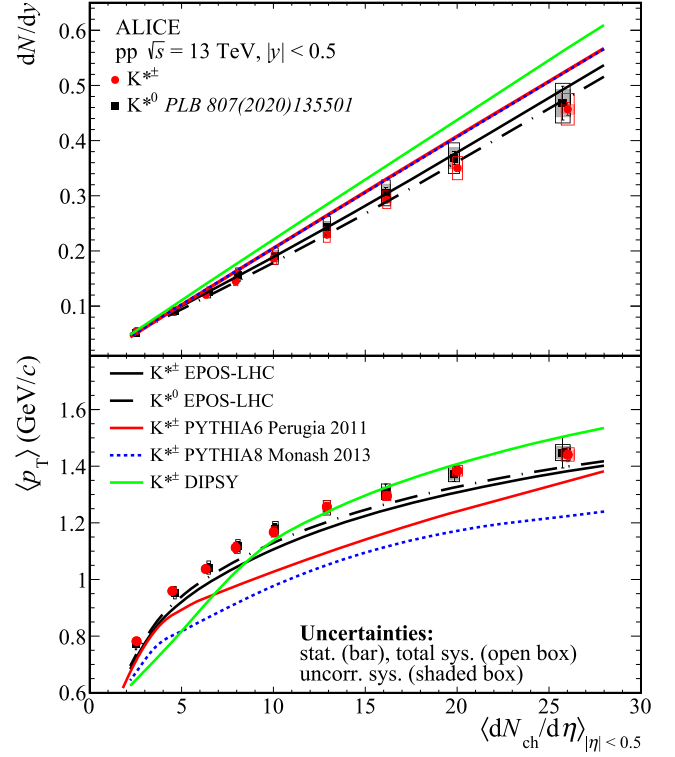 dN/dy
0.6
0.5
0.4
0.3
0.2
0.1
ALICE
pp √s = 13 TeV, |y| < 0.5
K*±
K*0 PLB 807(2020)135501
⟨pT⟩ (GeV/c)
1.6
1.4
1.2
1
0.8
0.6
K*± EPOS-LHC
K*0 EPOS-LHC
K*± PYTHIA6 Perugia 2011
K*± PYTHIA8 Monash 2013
K*± DIPSY
Uncertainties:
stat. (bar), total sys. (open box)
uncorr. sys. (shaded box)
0 5 10 15 20 25 30
⟨dNch/dη⟩|η| < 0.5